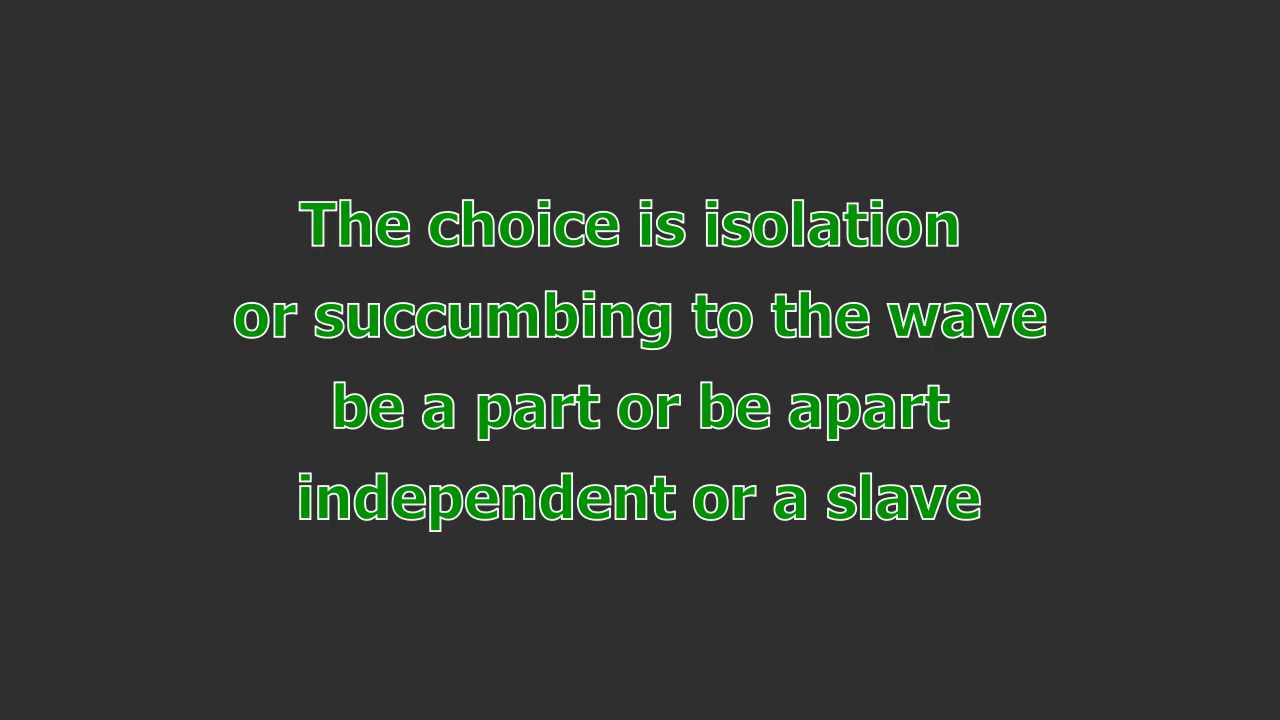 The choice is isolation
or succumbing to the wave
be a part or be apart
independent or a slave